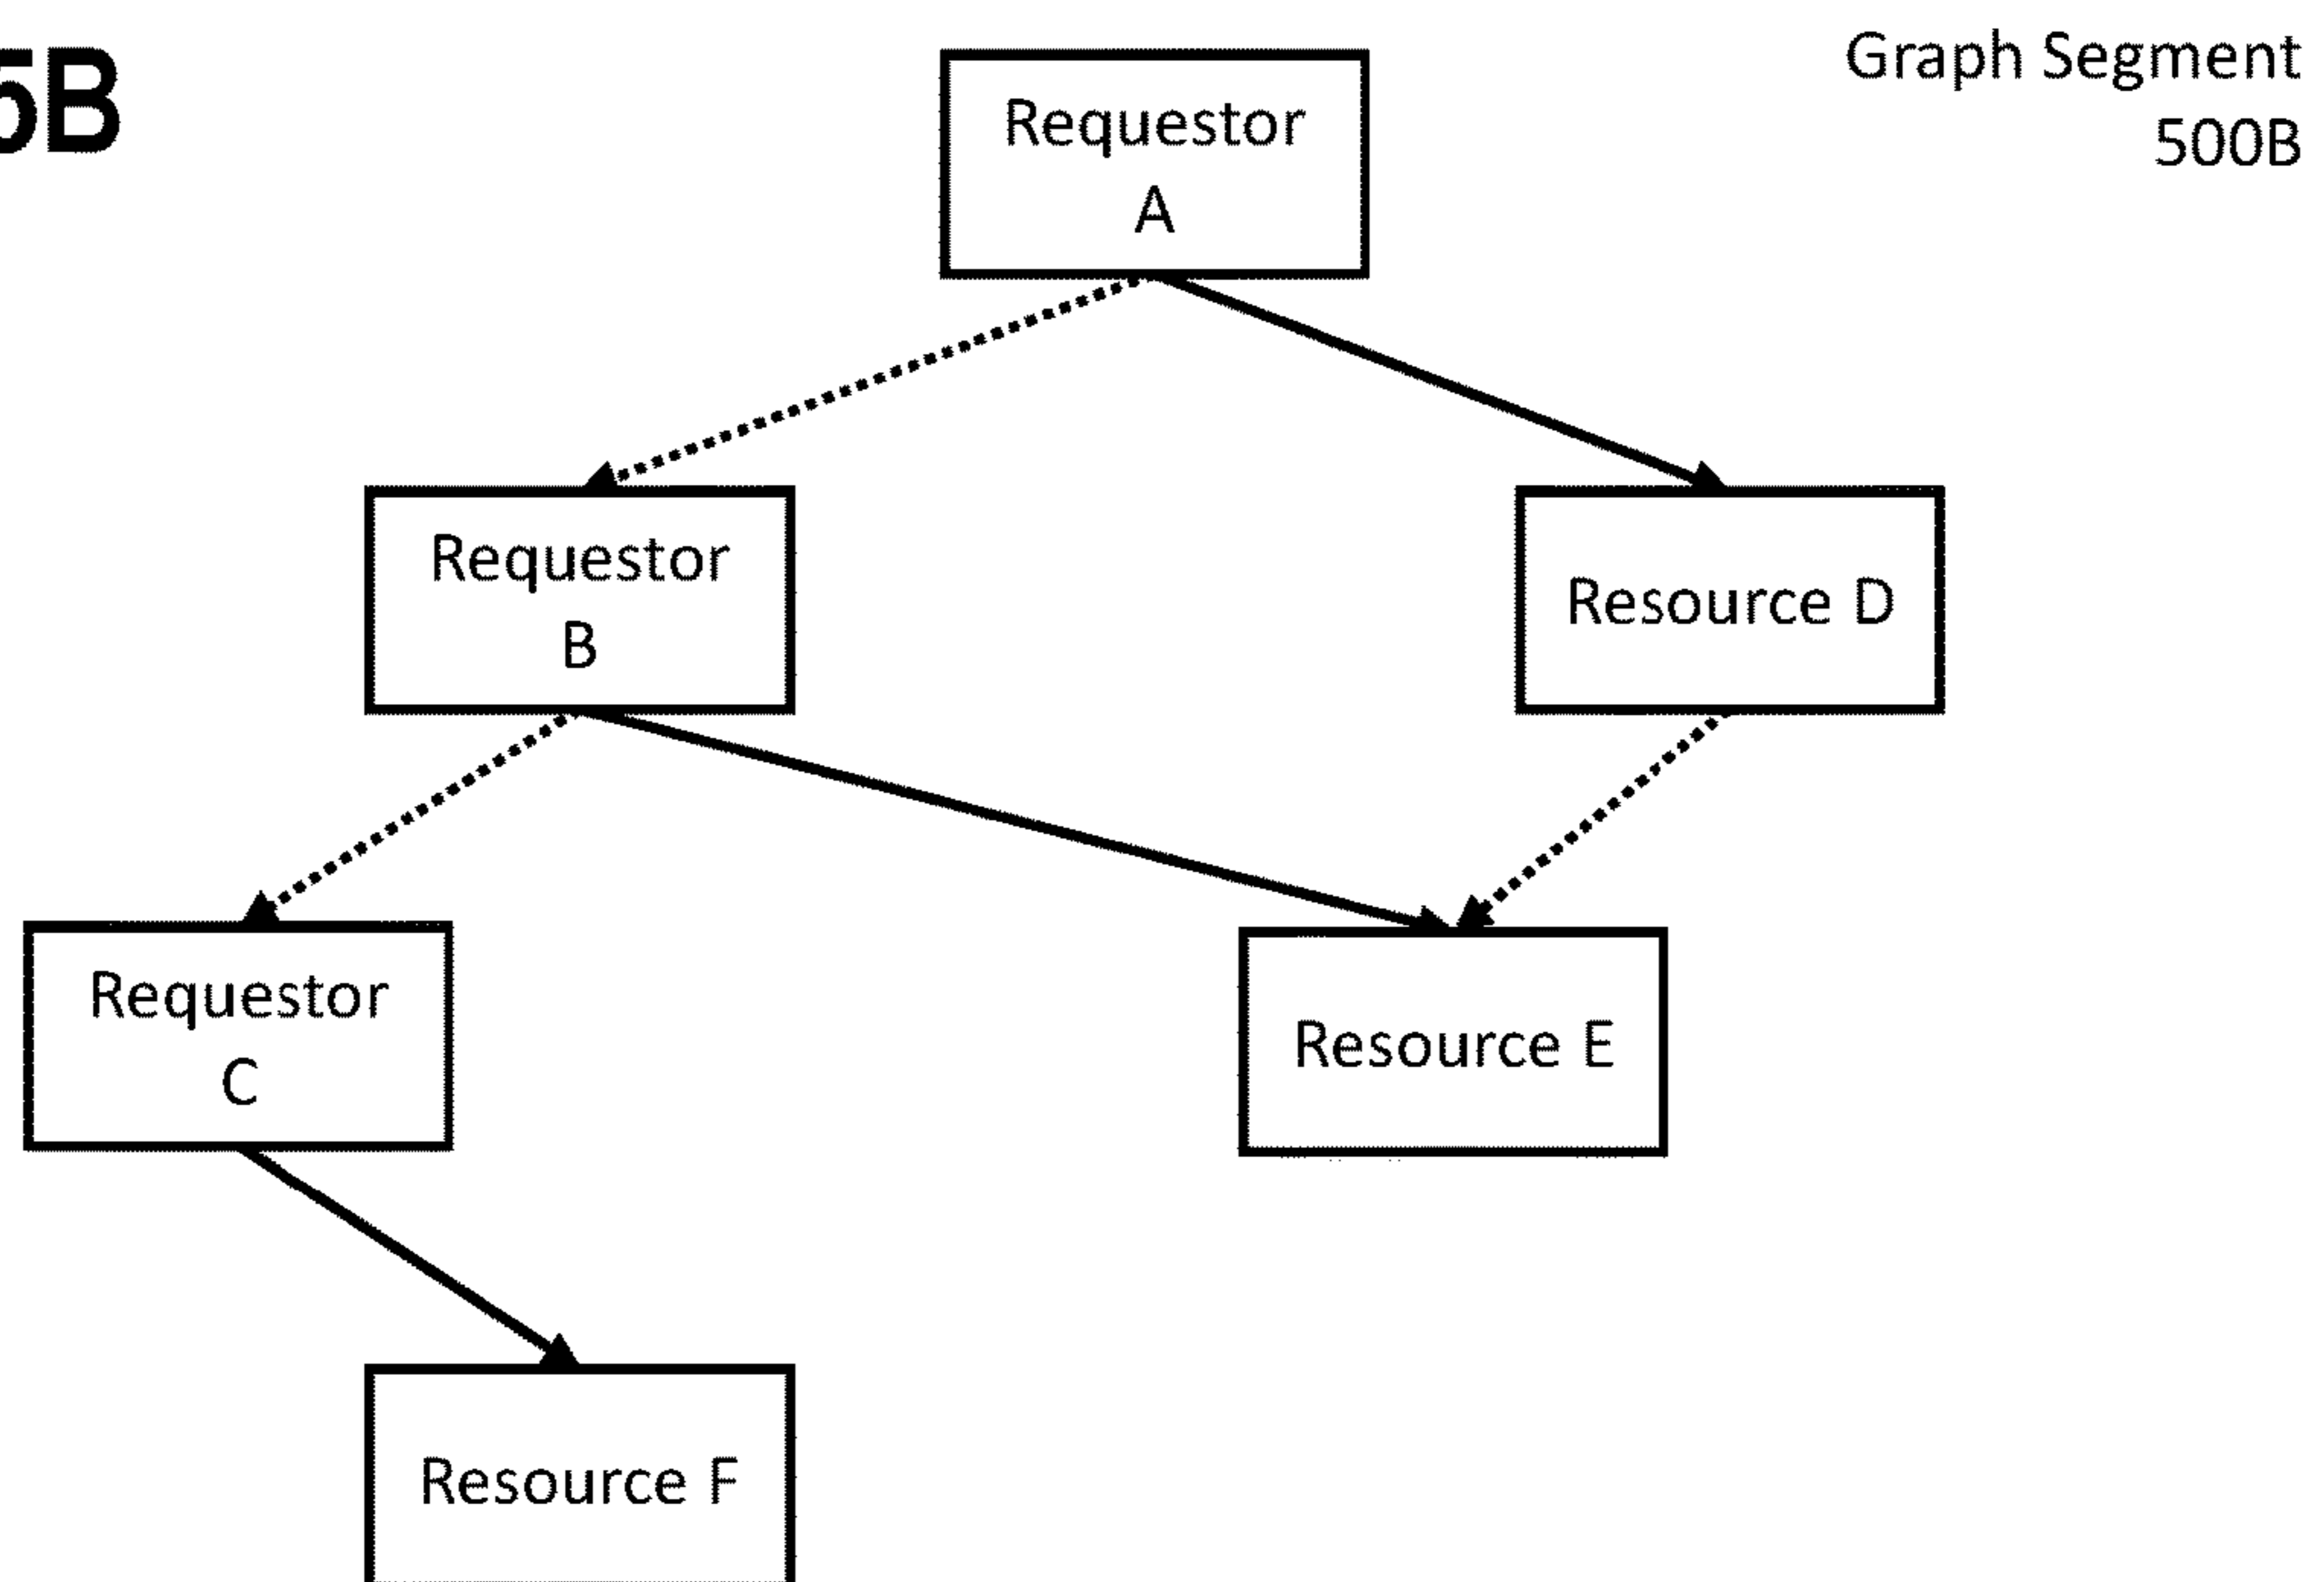 5B
Graph Segment
500B
Requestor
A
Requestor
B
Resource D
Requestor
C
Resource E
Resource F